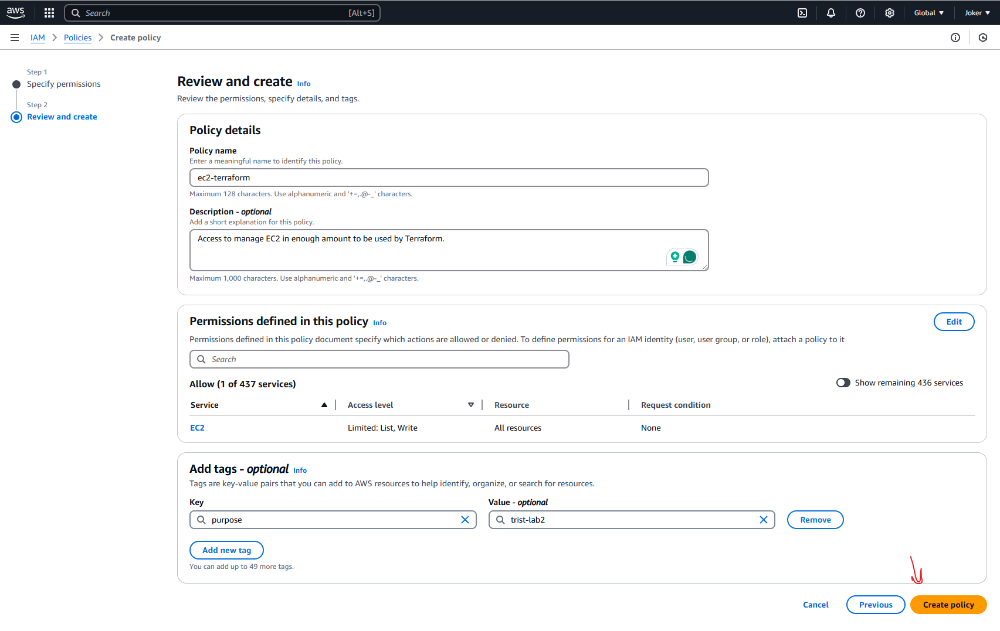 aws
Search [Alt+S]
Global Joker
IAM Policies Create policy
Step 1
Specify permissions
Step 2
Review and create
Review and create Info
Review the permissions, specify details, and tags.
Policy details
Policy name
Enter a meaningful name to identify this policy.
ec2-terraform
Maximum 128 characters. Use alphanumeric and '+=,.@-_' characters.
Description - optional
Add a short explanation for this policy.
Access to manage EC2 in enough amount to be used by Terraform.
Maximum 1,000 characters. Use alphanumeric and '+=,.@-_' characters.
Permissions defined in this policy Info
Edit
Permissions defined in this policy document specify which actions are allowed or denied. To define permissions for an IAM identity (user, user group, or role), attach a policy to it
Search
Allow (1 of 437 services)
Show remaining 436 services
Service Access level Resource Request condition
EC2 Limited: List, Write All resources None
Add tags - optional Info
Tags are key-value pairs that you can add to AWS resources to help identify, organize, or search for resources.
Key Value - optional
purpose trist-lab2 Remove
Add new tag
You can add up to 49 more tags.
Cancel Previous Create policy